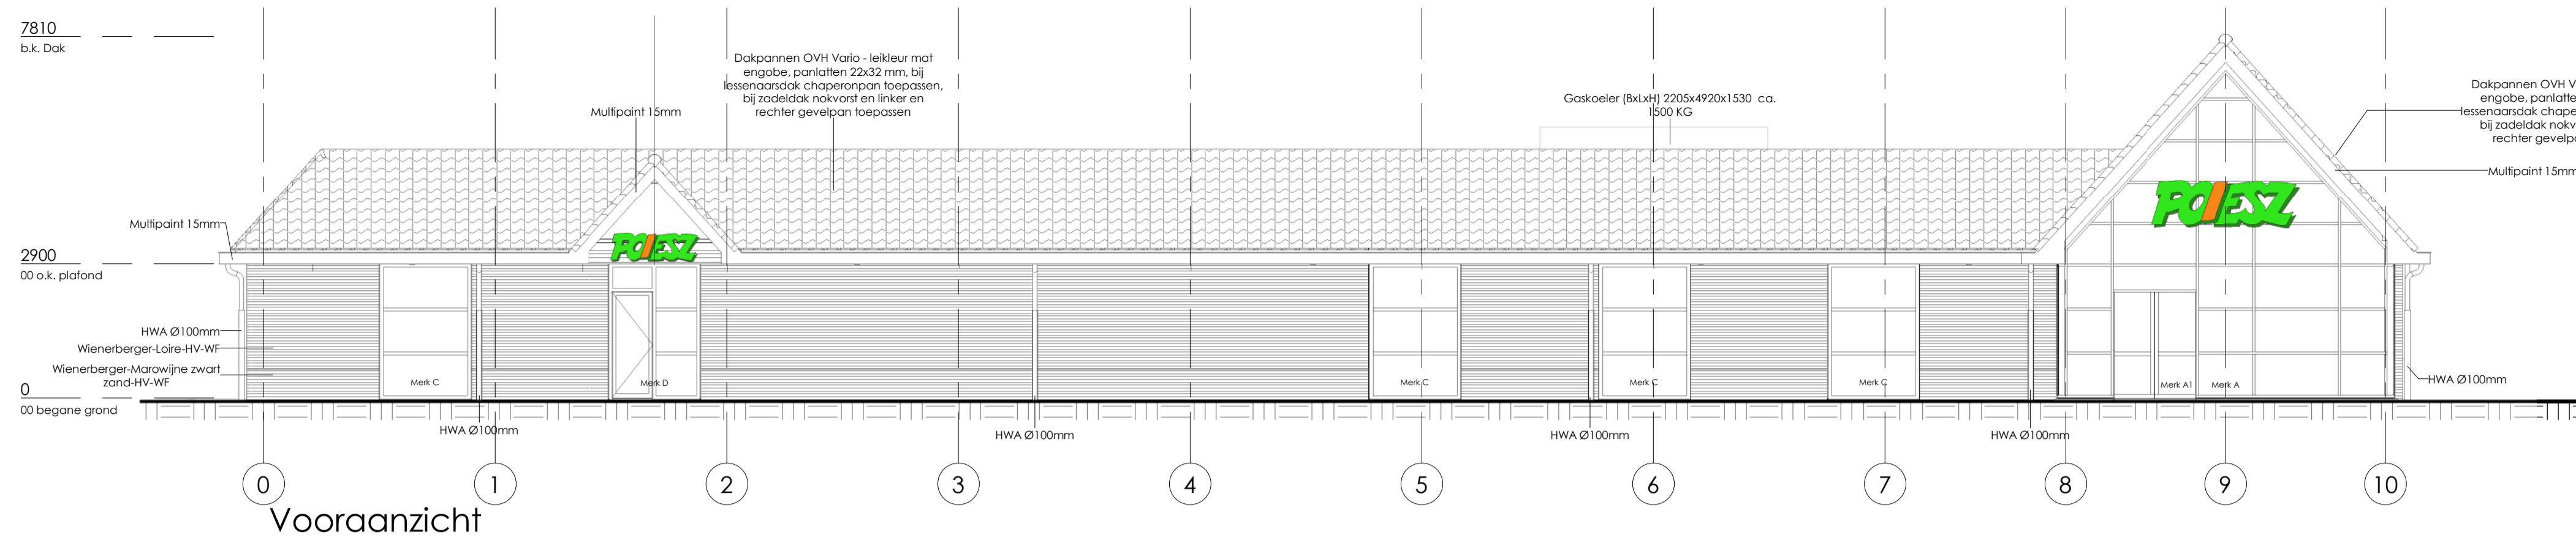 7810
b.k. Dak
Dakpannen OVH Vario - leikleur mat
engobe, panlatten 22x32 mm, bij
lessenaarsdak chaperonpan toepassen,
bij zadeldak nokvorst en linker en
rechter gevelpan toepassen
Multipaint 15mm
Gaskoeler (BxLxH) 2205x4920x1530 ca.
1500 KG
Dakpannen OVH V
engobe, panlatte
lessenaarsdak chape
bij zadeldak nokv
rechter gevelp
Multipaint 15mm
Multipaint 15mm
2900
00 o.k. plafond
POIESZ
POIESZ
HWA Ø100mm
Wienerberger-Loire-HV-WF
Wienerberger-Marowijne zwart
zand-HV-WF
0
00 begane grond
Merk C
Merk D
Merk C
Merk C
Merk C
Merk A1
Merk A
HWA Ø100mm
HWA Ø100mm
HWA Ø100mm
HWA Ø100mm
HWA Ø100mm
0
1
2
3
4
5
6
7
8
9
10
Vooraanzicht